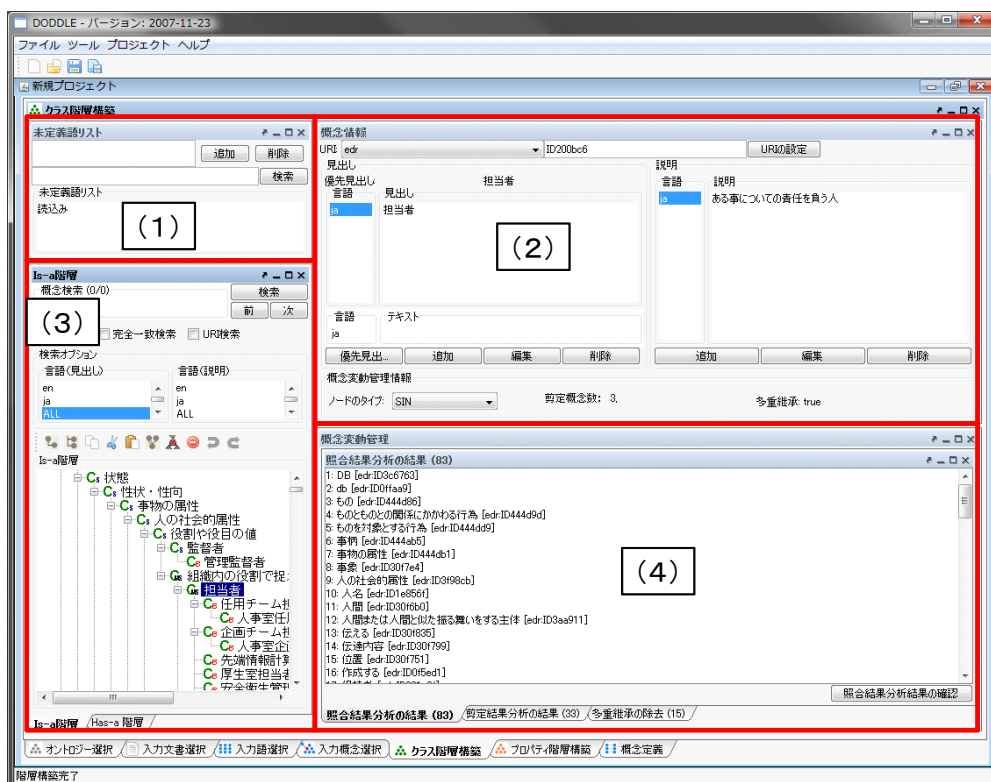 DODDLE - バージョン: 2007-11-23
ファイル ツール プロジェクト ヘルプ
新規プロジェクト
クラス階層構築
未定義語リスト
追加 削除
検索
未定義語リスト
読込み
(1)
概念情報
URI: edr ID200bc6 URIの設定
見出し
優先見出し 担当者
言語 見出し
ja 担当者
(2)
言語 テキスト
ja
優先見出... 追加 編集 削除
説明
言語 説明
ja ある事についての責任を負う人
追加 編集 削除
概念変動管理情報
ノードのタイプ: SIN 剪定概念数: 3, 多重継承: true
Is-a階層
概念検索 (0/0) 検索
前 次
(3)
完全一致検索 URI検索
検索オプション
言語(見出し) 言語(説明)
en en
ja ja
ALL ALL
Is-a階層
状態
性状・性向
事物の属性
人の社会的属性
役割や役目の値
監督者
管理監督者
組織内の役割で捉
担当者
任用チーム担
人事室任
企画チーム担
人事室企
先端情報計算
厚生室担当者
安全衛生管理
Is-a階層 Has-a 階層
概念変動管理
照合結果分析の結果 (83)
1: DB [edr:ID3c6763]
2: db [edr:ID0ffaa9]
3: もの [edr:ID444d86]
4: ものとものとの関係にかかわる行為 [edr:ID444d9d]
5: ものを対象とする行為 [edr:ID444dd9]
6: 事柄 [edr:ID444ab5]
7: 事物の属性 [edr:ID444db1]
8: 事象 [edr:ID30f7e4]
9: 人の社会的属性 [edr:ID3f98cb]
10: 人名 [edr:ID1e856f]
11: 人間 [edr:ID30f6b0]
12: 人間または人間と似た振る舞いをする主体 [edr:ID3aa911]
13: 伝える [edr:ID30f835]
14: 伝達内容 [edr:ID30f799]
15: 位置 [edr:ID30f751]
16: 作成する [edr:ID0f5ed1]
(4)
照合結果分析結果の確認
照合結果分析の結果 (83) 剪定結果分析の結果 (33) 多重継承の除去 (15)
オントロジー選択 入力文書選択 入力語選択 入力概念選択 クラス階層構築 プロパティ階層構築 概念定義
階層構築完了